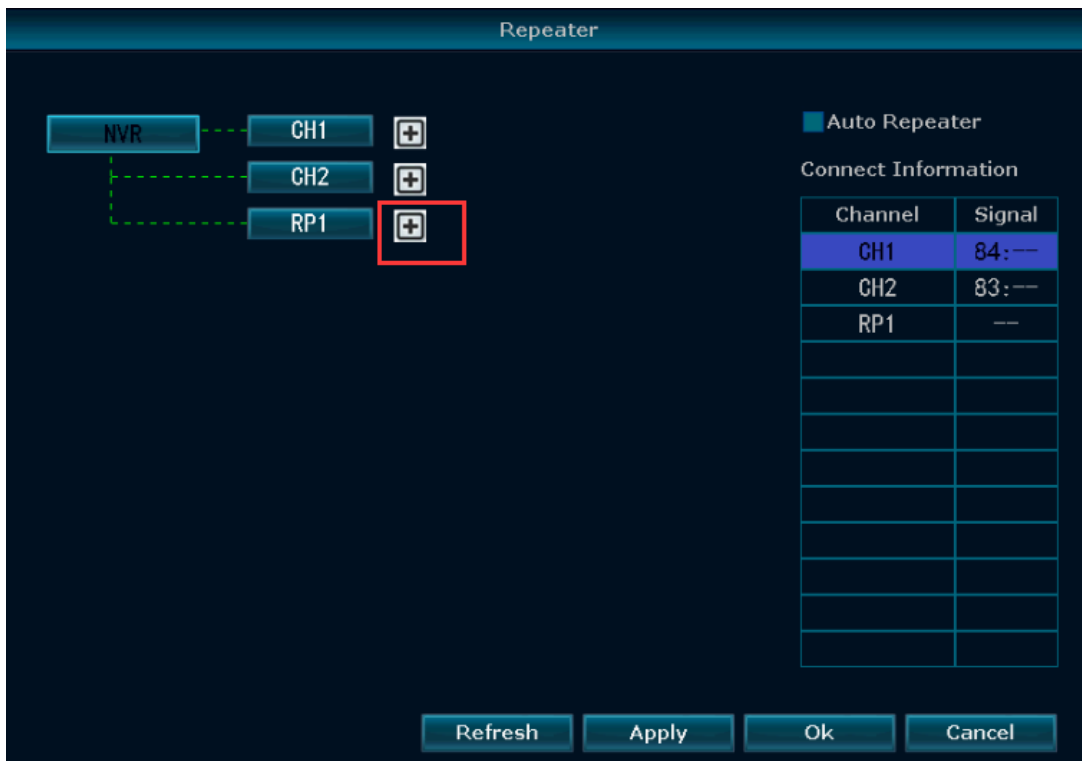 Repeater
NVR
CH1
CH2
RP1
Auto Repeater
Connect Information
Channel Signal
CH1 84:--
CH2 83:--
RP1 --
Refresh Apply Ok Cancel